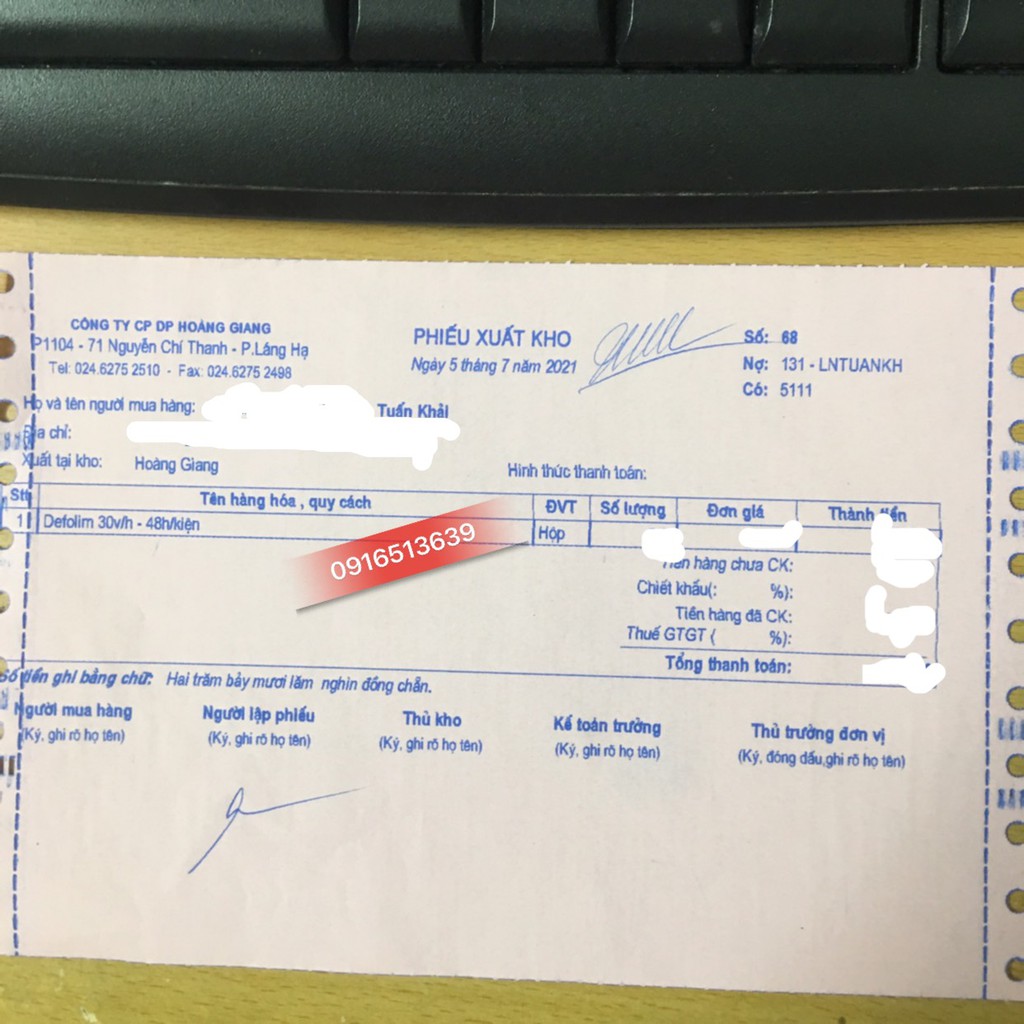 CÔNG TY CP DP HOÀNG GIANG
P1104 - 71 Nguyễn Chí Thanh - P.Láng Hạ
Tel: 024.6275 2510 - Fax: 024.6275 2498
PHIẾU XUẤT KHO
Ngày 5 tháng 7 năm 2021
Số: 68
Nợ: 131 - LNTUANKH
Có: 5111
Họ và tên người mua hàng: Tuấn Khải
Địa chỉ:
Xuất tại kho: Hoàng Giang
Hình thức thanh toán:
Stt Tên hàng hóa , quy cách ĐVT Số lượng Đơn giá Thành tiền
1 Defolim 30v/h - 48h/kiện Hộp
0916513639
Tiền hàng chưa CK:
Chiết khấu(: %):
Tiền hàng đã CK:
Thuế GTGT ( %):
Tổng thanh toán:
Số tiền ghi bằng chữ: Hai trăm bảy mươi lăm nghìn đồng chẵn.
Người mua hàng Người lập phiếu Thủ kho Kế toán trưởng Thủ trưởng đơn vị
(Ký, ghi rõ họ tên) (Ký, ghi rõ họ tên) (Ký, ghi rõ họ tên) (Ký, ghi rõ họ tên) (Ký, đóng dấu,ghi rõ họ tên)